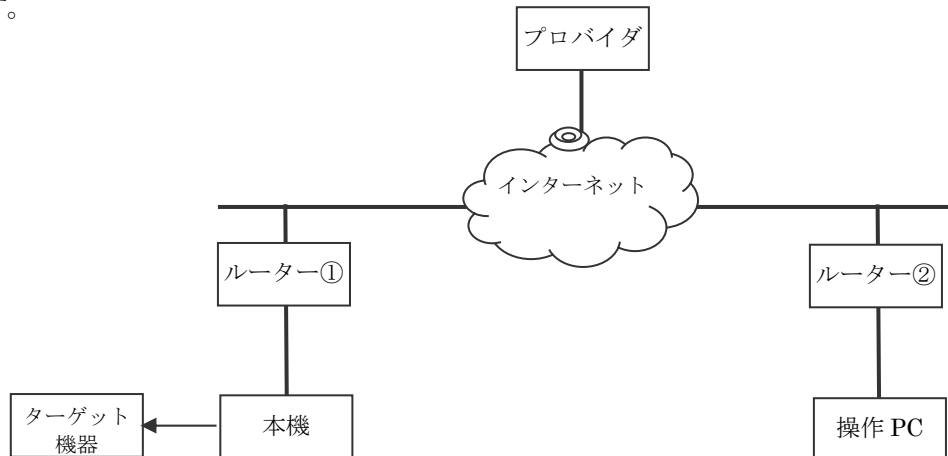 。
プロバイダ
インターネット
ルーター①
ルーター②
ターゲット
機器
本機
操作 PC